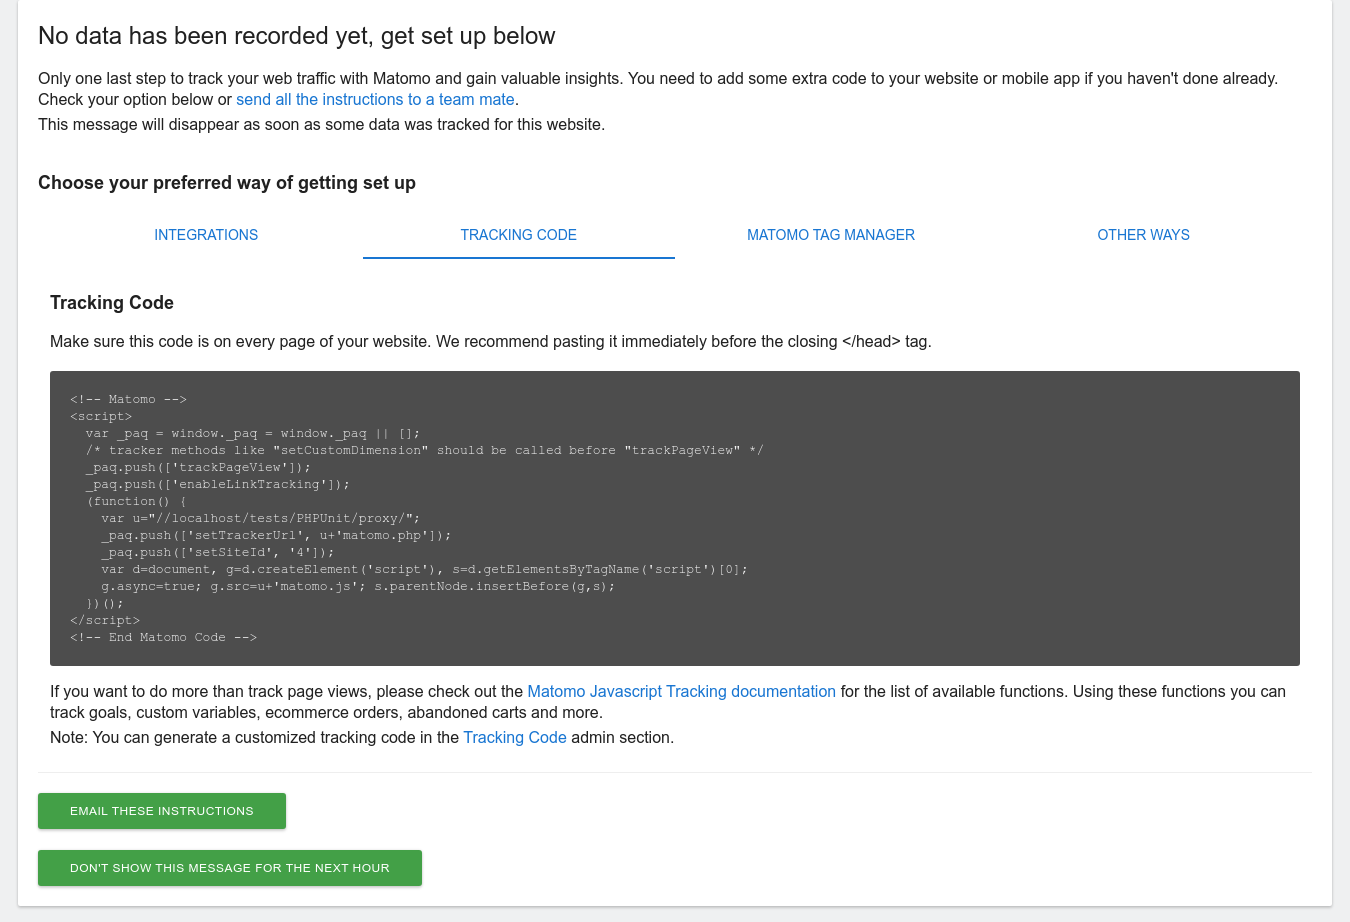 No data has been recorded yet, get set up below
Only one last step to track your web traffic with Matomo and gain valuable insights. You need to add some extra code to your website or mobile app if you haven't done already.
Check your option below or send all the instructions to a team mate.
This message will disappear as soon as some data was tracked for this website.
Choose your preferred way of getting set up
INTEGRATIONS
TRACKING CODE
MATOMO TAG MANAGER
OTHER WAYS
Tracking Code
Make sure this code is on every page of your website. We recommend pasting it immediately before the closing </head> tag.
<!-- Matomo -->
<script>
  var _paq = window._paq = window._paq || [];
  /* tracker methods like "setCustomDimension" should be called before "trackPageView" */
  _paq.push(['trackPageView']);
  _paq.push(['enableLinkTracking']);
  (function() {
    var u="//localhost/tests/PHPUnit/proxy/";
    _paq.push(['setTrackerUrl', u+'matomo.php']);
    _paq.push(['setSiteId', '4']);
    var d=document, g=d.createElement('script'), s=d.getElementsByTagName('script')[0];
    g.async=true; g.src=u+'matomo.js'; s.parentNode.insertBefore(g,s);
  })();
</script>
<!-- End Matomo Code -->
If you want to do more than track page views, please check out the Matomo Javascript Tracking documentation for the list of available functions. Using these functions you can
track goals, custom variables, ecommerce orders, abandoned carts and more.
Note: You can generate a customized tracking code in the Tracking Code admin section.
EMAIL THESE INSTRUCTIONS
DON'T SHOW THIS MESSAGE FOR THE NEXT HOUR